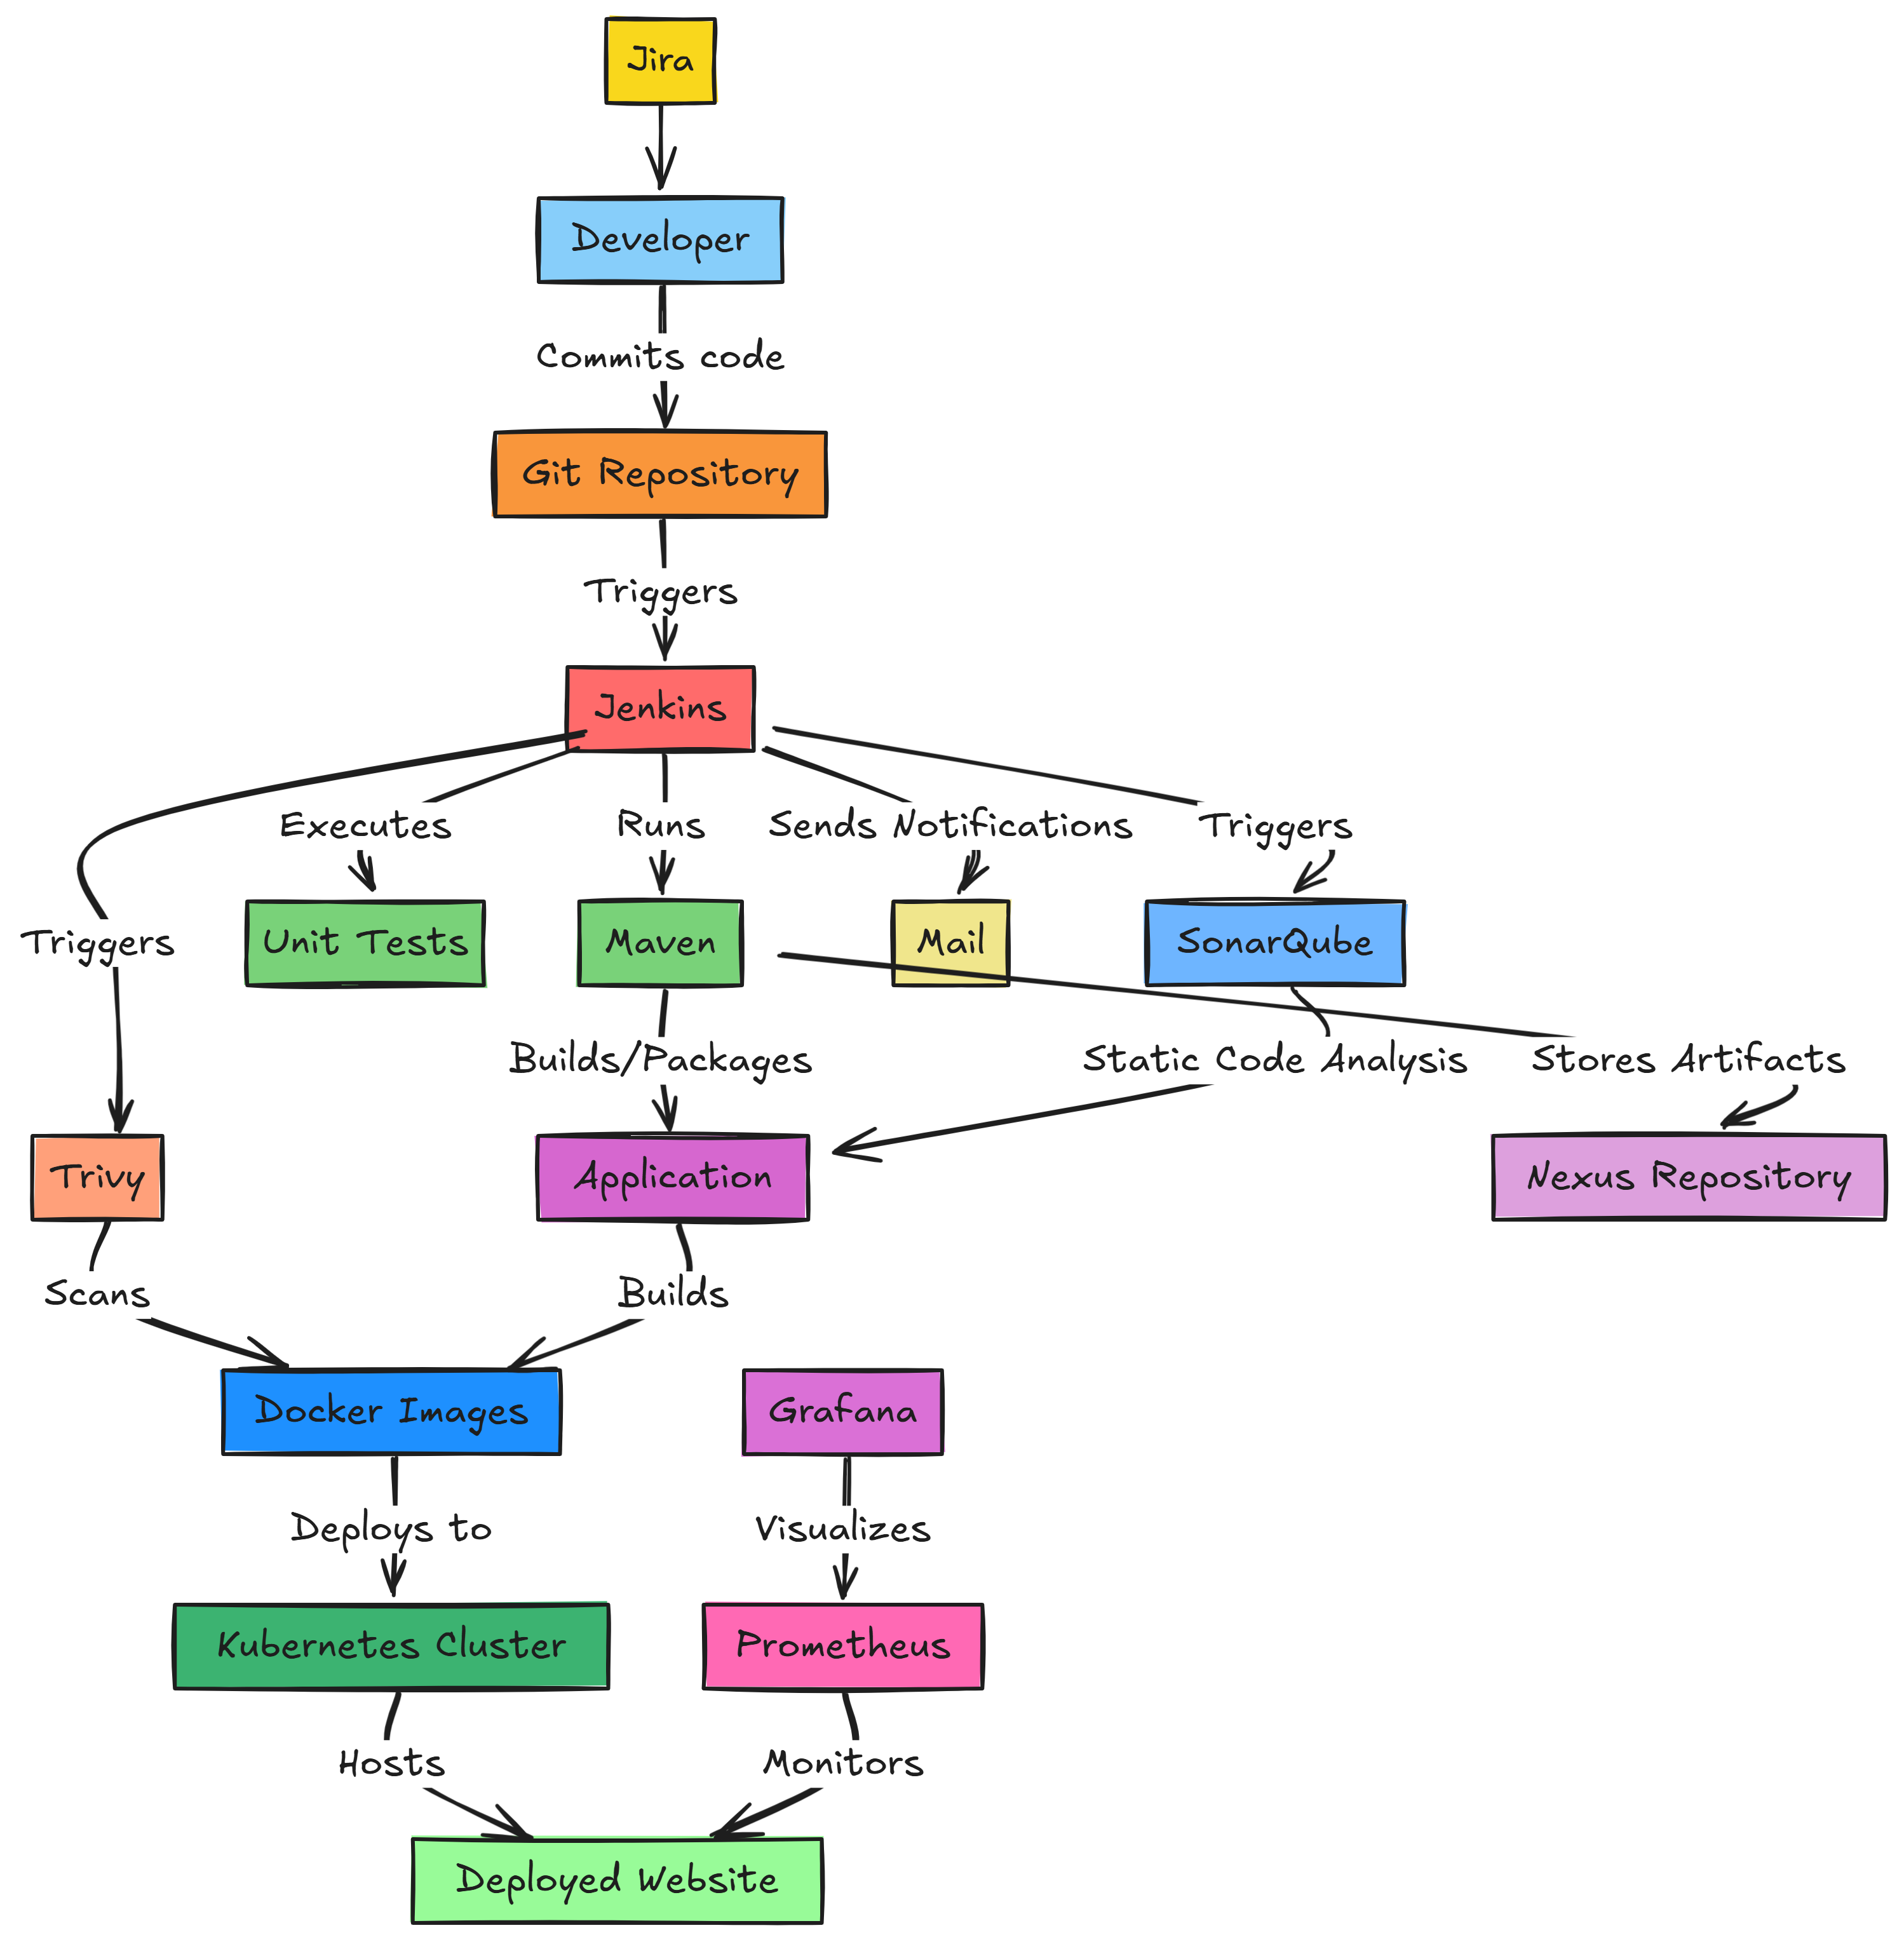 Jira
Developer
Commits code
Git Repository
Triggers
Jenkins
Executes
Runs
Sends Notifications
Triggers
Triggers
Unit Tests
Maven
Mail
SonarQube
Builds/Packages
Static Code Analysis
Stores Artifacts
Trivy
Application
Nexus Repository
Scans
Builds
Docker Images
Grafana
Deploys to
Visualizes
Kubernetes Cluster
Prometheus
Hosts
Monitors
Deployed Website